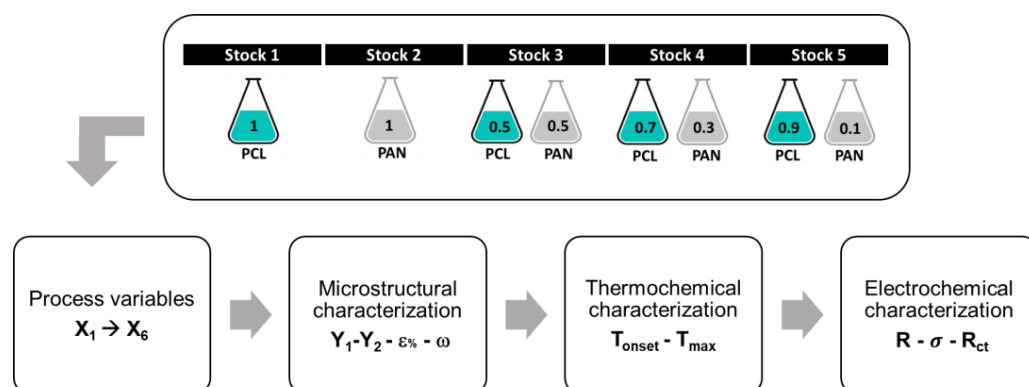 Stock 1 Stock 2 Stock 3 Stock 4 Stock 5
1 1 0.5 0.5 0.7 0.3 0.9 0.1
PCL PAN PCL PAN PCL PAN PCL PAN
Process variables
X₁ → X₆
Microstructural
characterization
Y₁-Y₂ - ε% - ω
Thermochemical
characterization
Tonset - Tmax
Electrochemical
characterization
R - σ - Rct